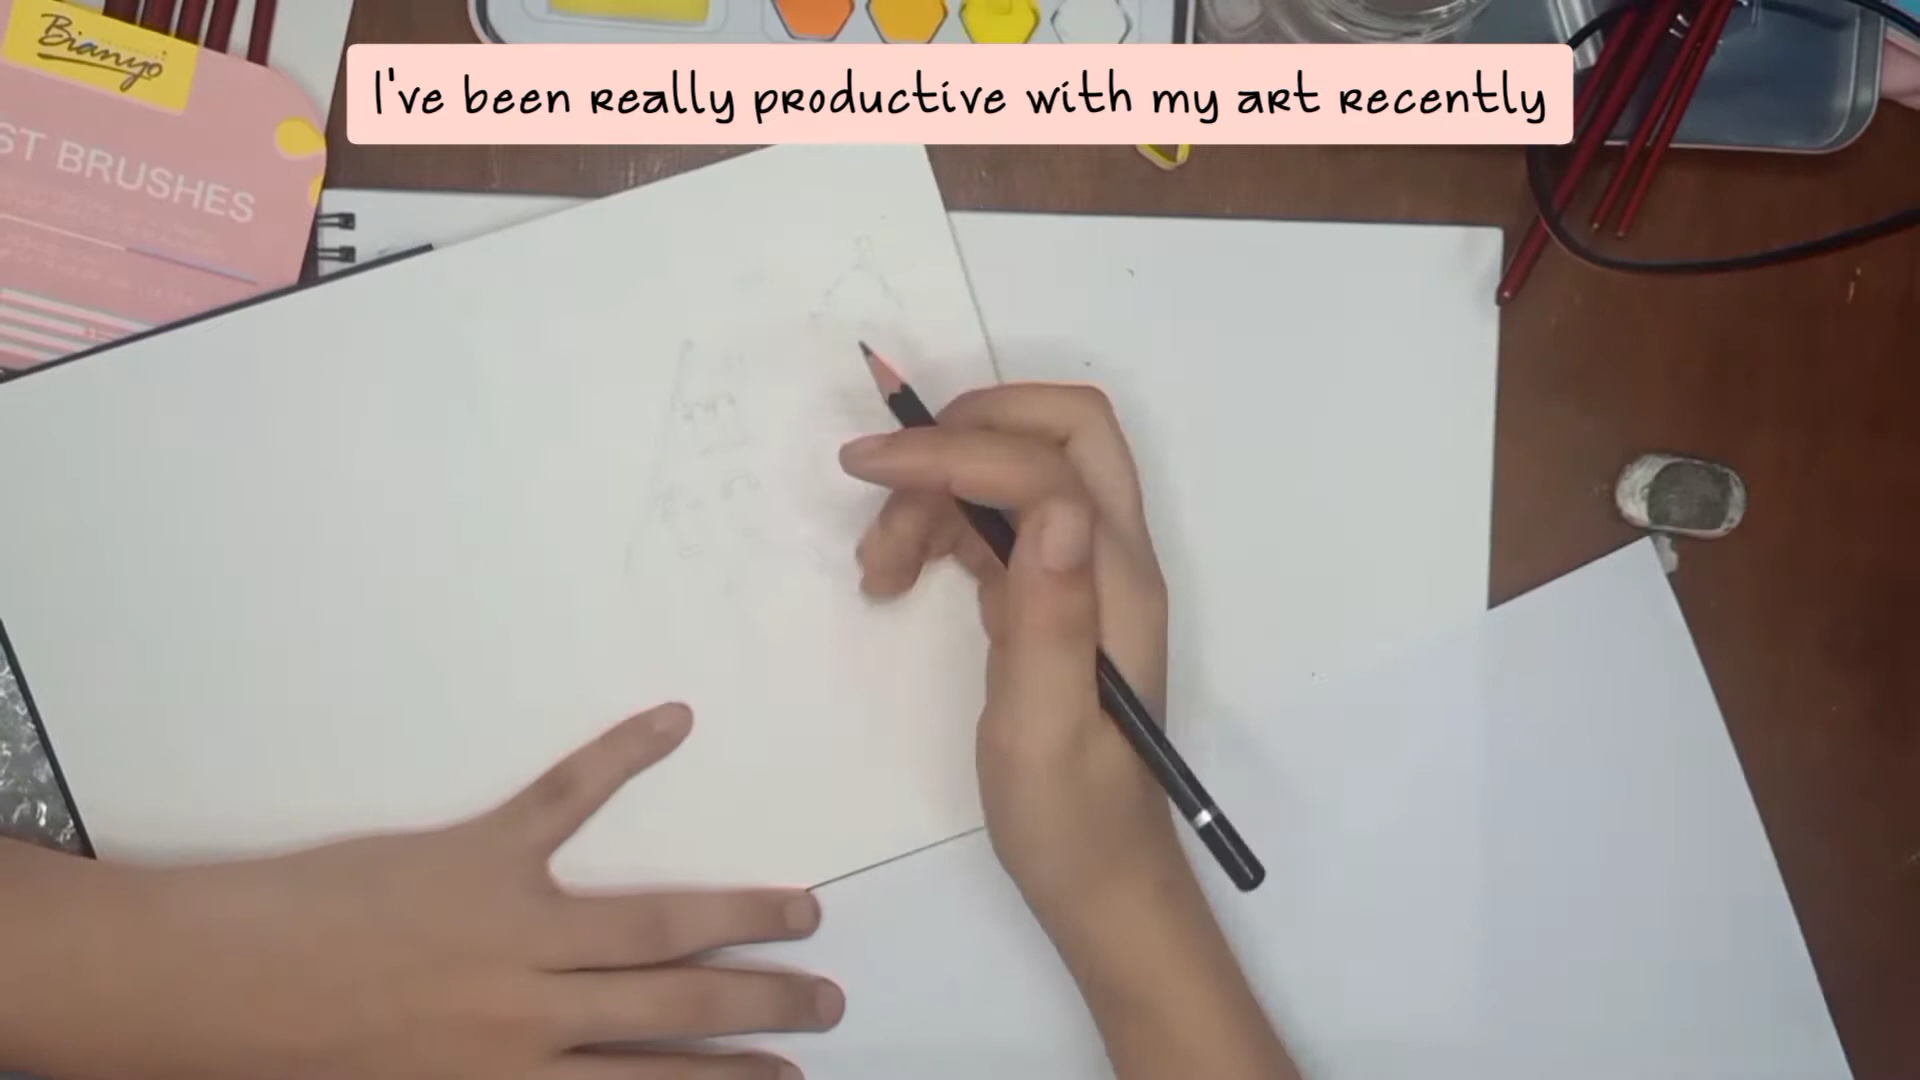 Bianyo
ST BRUSHES
I've been really productive with my art recently